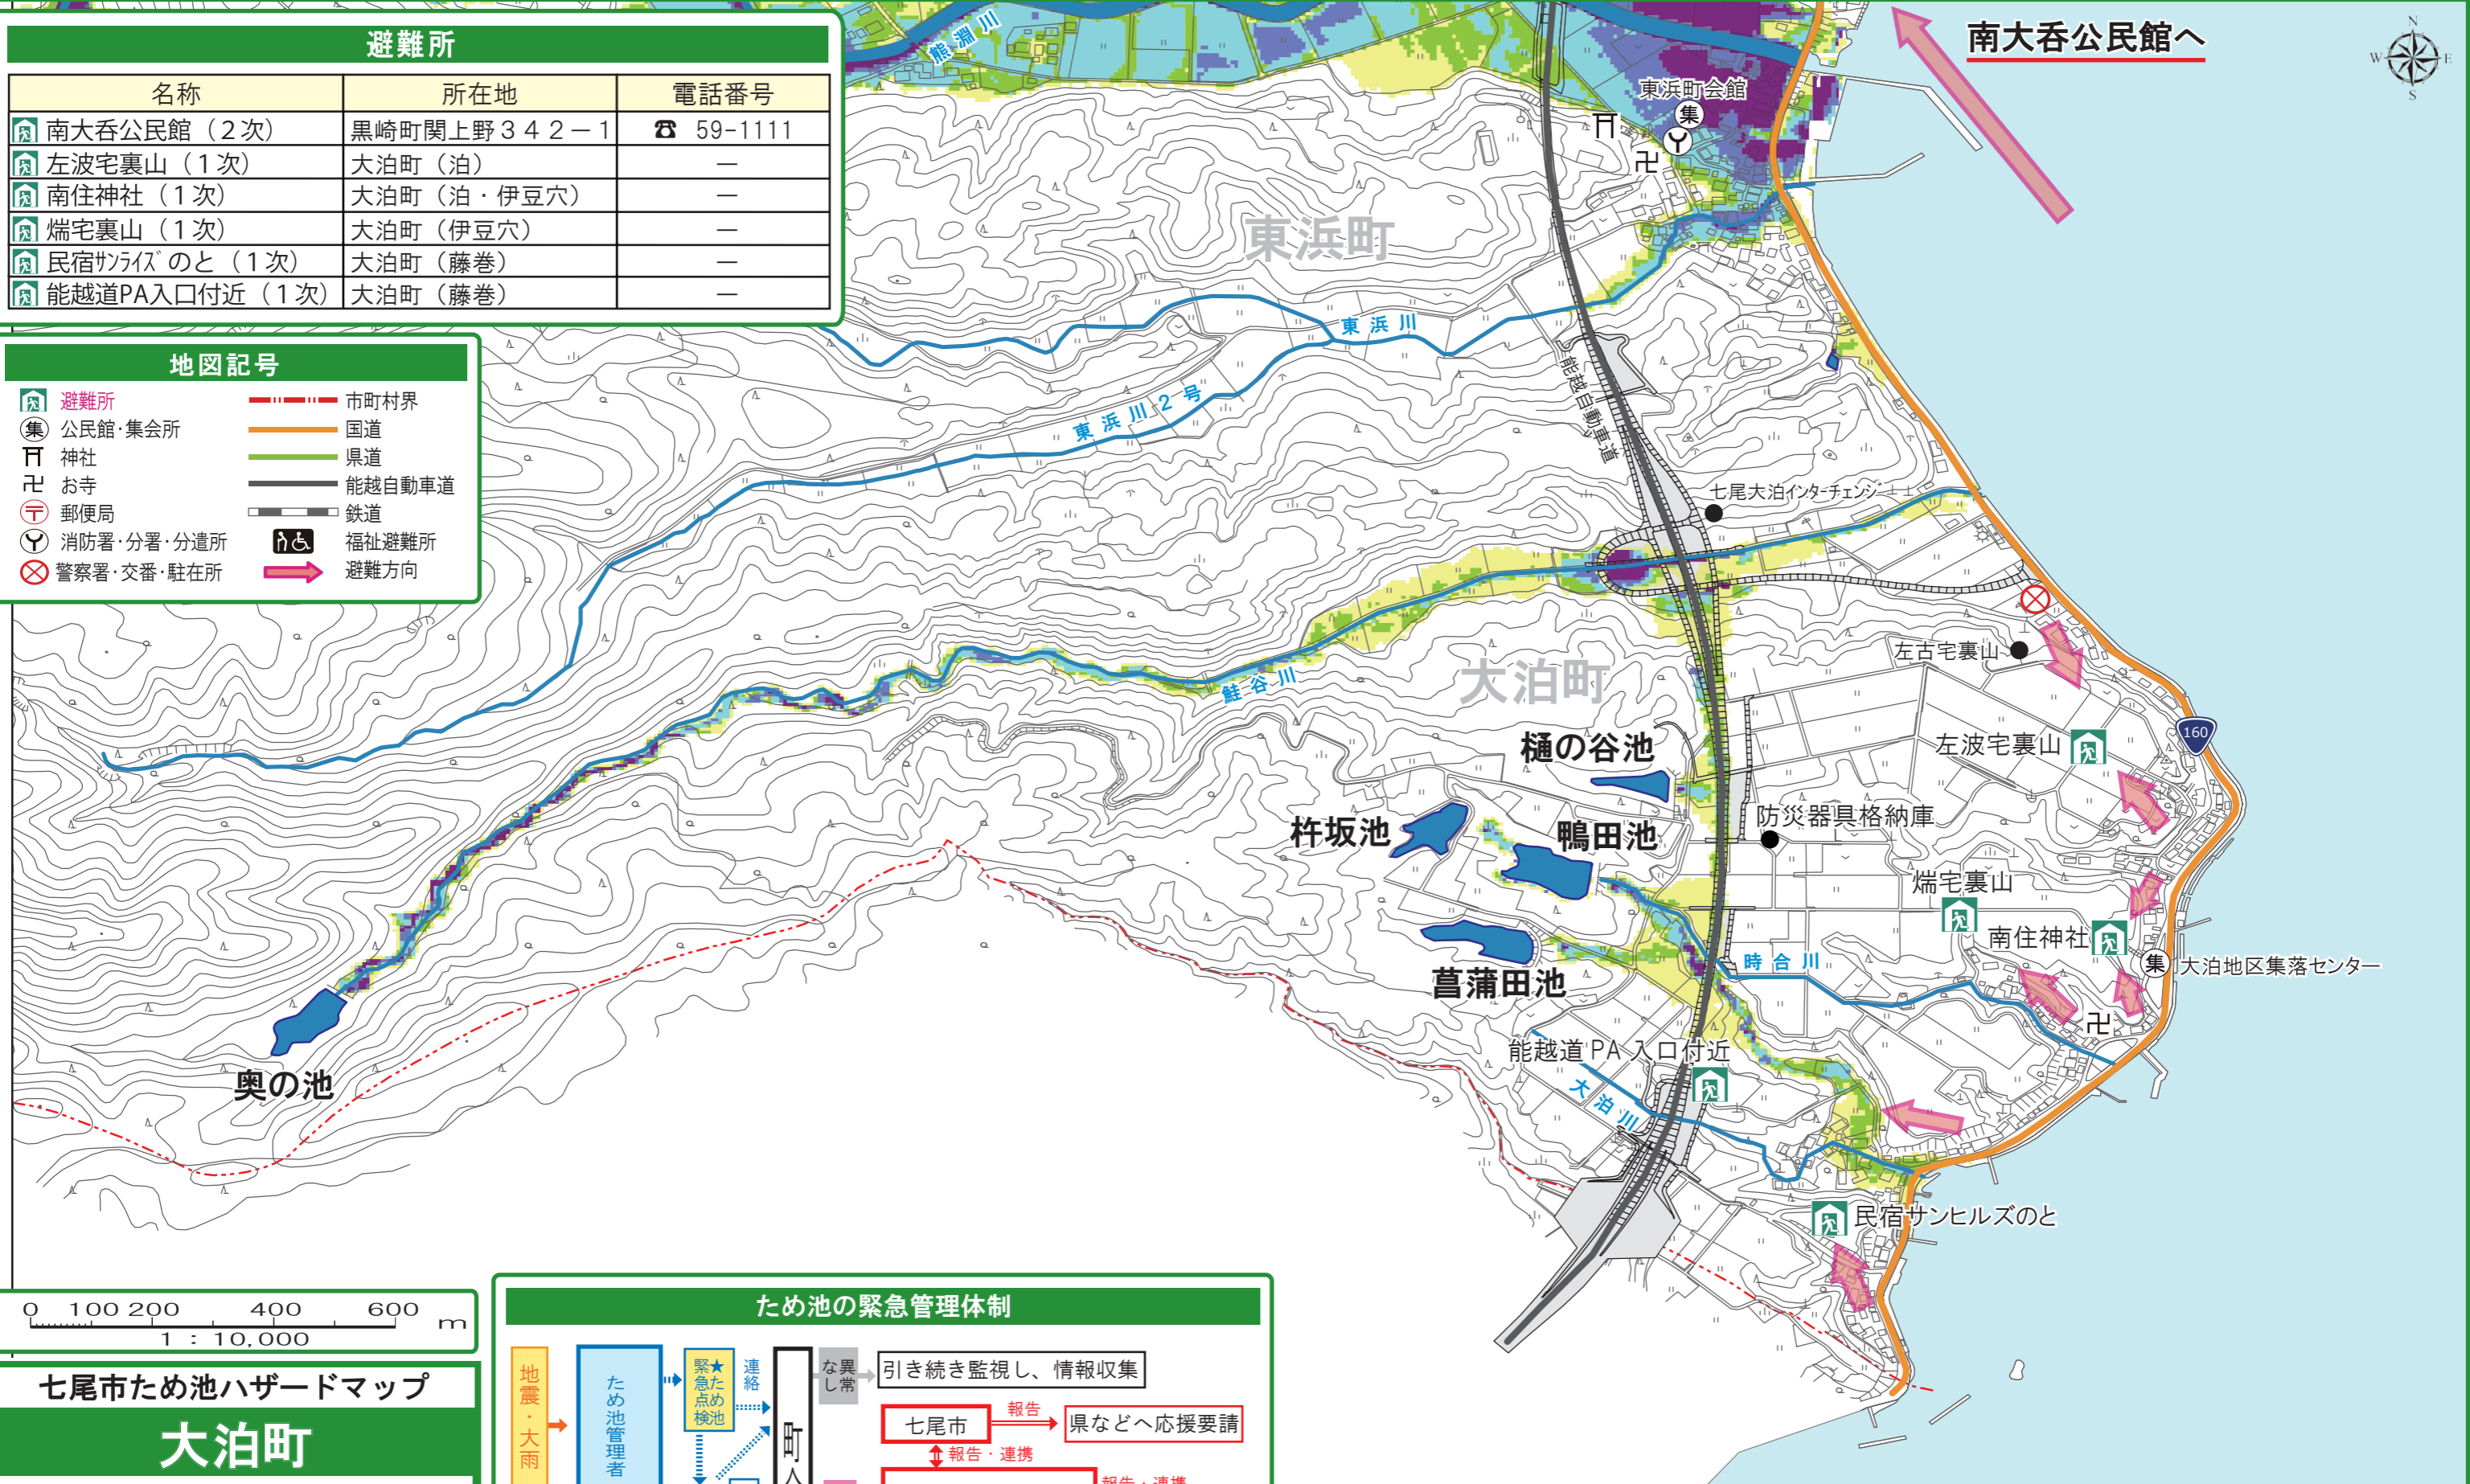 避難所
名称 所在地 電話番号
南大呑公民館（２次） 黒崎町関上野３４２－１ ☎ 59-1111
左波宅裏山（１次） 大泊町（泊） －
南住神社（１次） 大泊町（泊・伊豆穴） －
煓宅裏山（１次） 大泊町（伊豆穴） －
民宿ｻﾝﾗｲｽﾞのと（１次） 大泊町（藤巻） －
能越道PA入口付近（１次） 大泊町（藤巻） －
地図記号
避難所
公民館･集会所
神社
お寺
郵便局
消防署･分署･分遣所
警察署･交番･駐在所
市町村界
国道
県道
能越自動車道
鉄道
福祉避難所
避難方向
集
熊淵川
南大呑公民館へ
N
W E
S
東浜町会館
集
東浜町
東浜川
東浜川２号
能越自動車道
七尾大泊インターチェンジ
左古宅裏山
鮭谷川
大泊町
160
左波宅裏山
樋の谷池
防災器具格納庫
杵坂池
鴨田池
煓宅裏山
南住神社
集 大泊地区集落センター
時合川
菖蒲田池
能越道PA 入口付近
大泊川
奥の池
民宿サンヒルズのと
0 100 200 400 600 m
1 : 10,000
七尾市ため池ハザードマップ
大泊町
ため池の緊急管理体制
地震・大雨
ため池管理者
★ため池緊急点検
連絡
町
異常なし
引き続き監視し、情報収集
七尾市
報告
県などへ応援要請
報告・連携
報告・連携